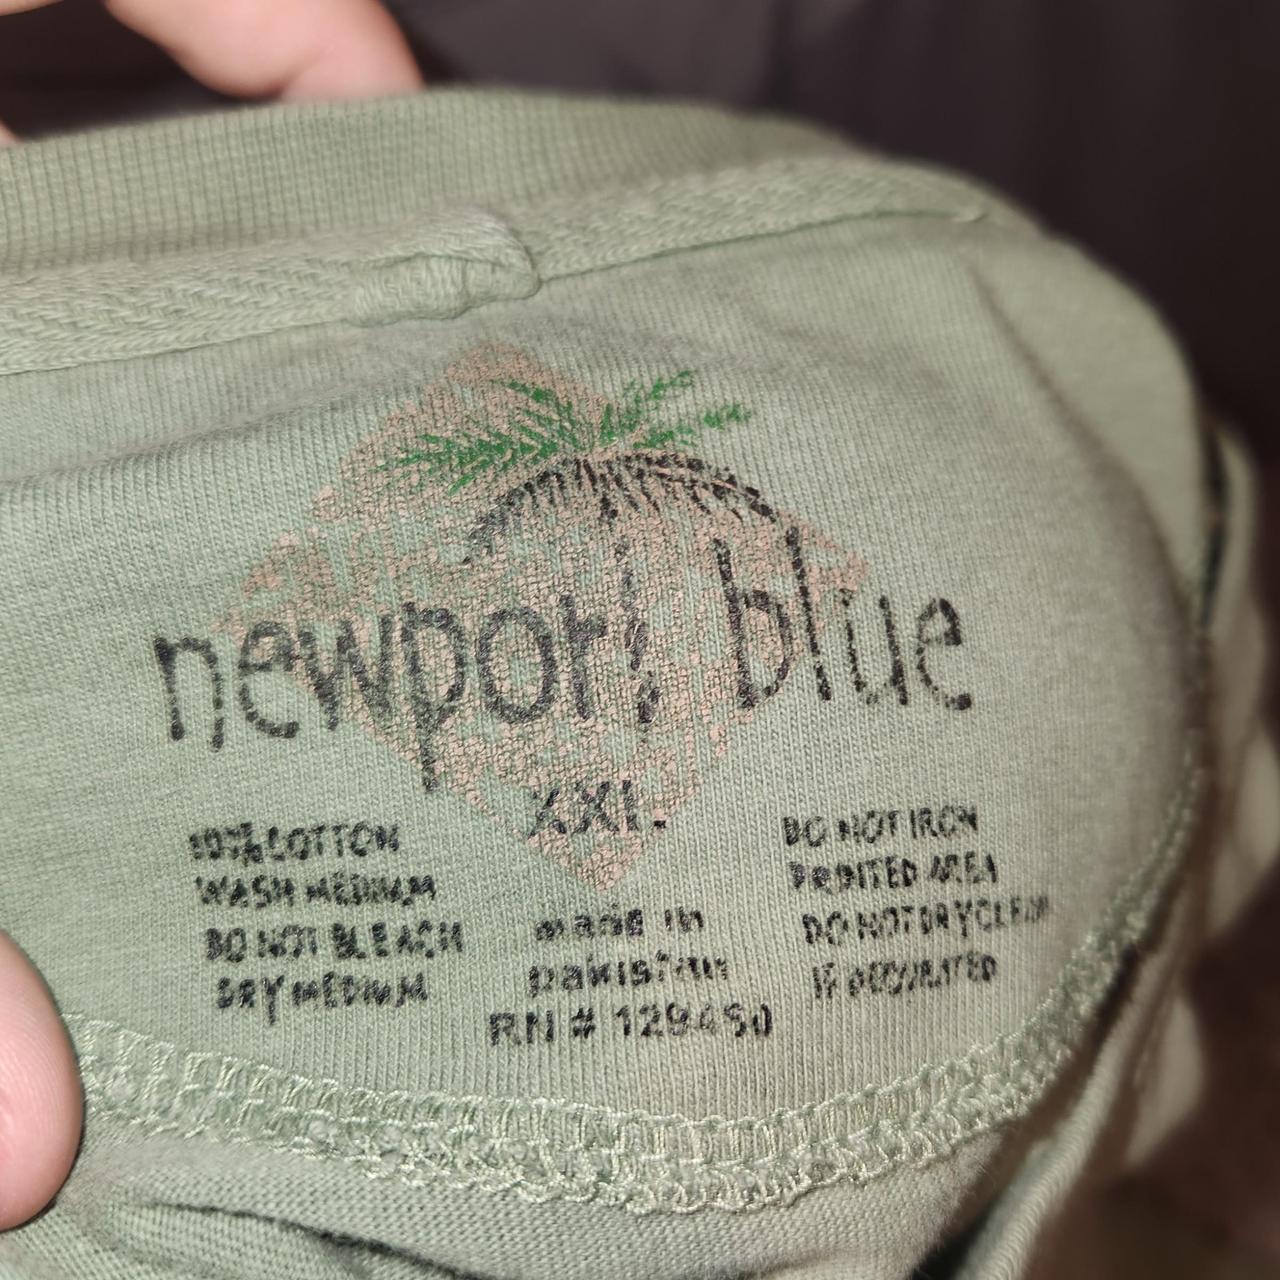 newport blue
XXL
100% COTTON
WASH MEDIUM
DO NOT BLEACH
DRY MEDIUM
made in
pakistan
RN # 129480
DO NOT IRON
PRINTED AREA
DO NOT DRYCLEAN
IF DECORATED